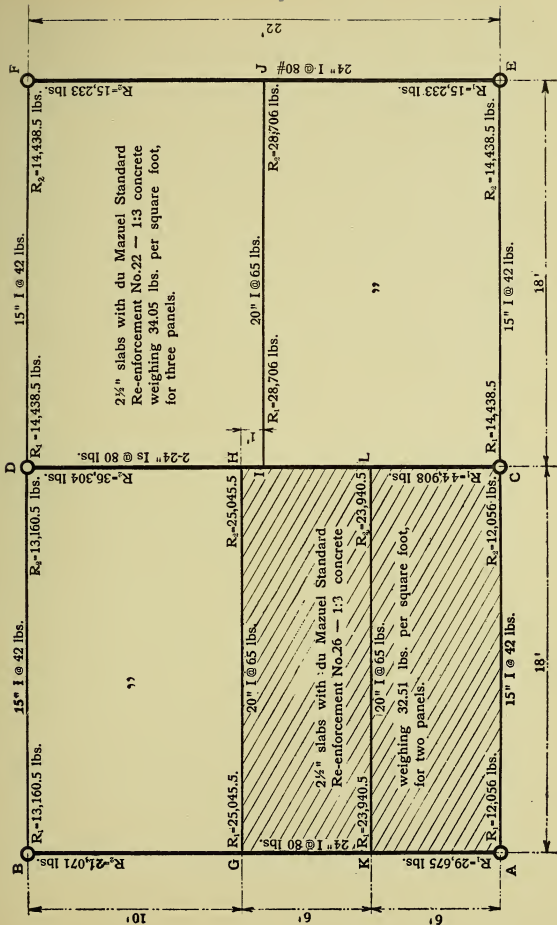 B
D
F
R₁=13,160.5 lbs.
15" I @ 42 lbs.
R₂=13,160.5 lbs.
R₁=14,438.5 lbs.
15" I @ 42 lbs.
R₂=14,438.5 lbs.
R₂=21,071 lbs.
R₂=36,304 lbs.
R₂=15,233 lbs.
10'
22'
"
2-24" Is @ 80 lbs.
2½" slabs with du Mazuel Standard
Re-enforcement No.22 — 1:3 concrete
weighing 34.05 lbs. per square foot,
for three panels.
G
R₁=25,045.5.
20" I @ 65 lbs.
R₂=25,045.5
H
1'
I
R₁=28,706 lbs.
20" I @ 65 lbs.
R₂=28,706 lbs.
J
24" I @ 80#
24" I @ 80 lbs.
6'
2½" slabs with du Mazuel Standard
Re-enforcement No.26 — 1:3 concrete
K
R₁=23,940.5
20" I @ 65 lbs.
R₂=23,940.5
L
weighing 32.51 lbs. per square foot,
for two panels.
"
6'
R₁=29,675 lbs.
R₁=44,908 lbs.
R₁=15,233 lbs.
R₁=12,056 lbs.
15" I @ 42 lbs.
R₂=12,056 lbs.
R₁=14,438.5
15" I @ 42 lbs.
R₂=14,438.5 lbs.
A
C
E
18'
18'